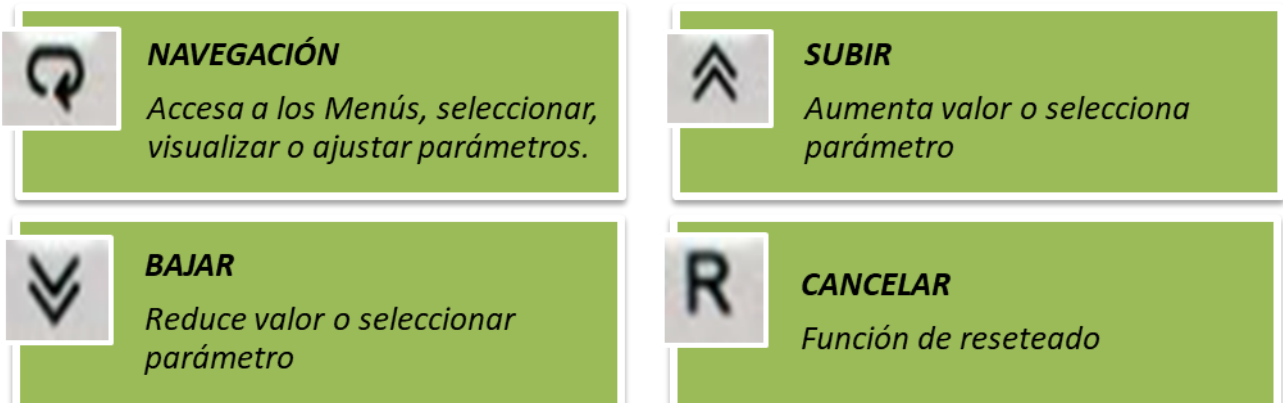 NAVEGACIÓN
Accesa a los Menús, seleccionar,
visualizar o ajustar parámetros.
SUBIR
Aumenta valor o selecciona
parámetro
BAJAR
Reduce valor o seleccionar
parámetro
R
CANCELAR
Función de reseteado